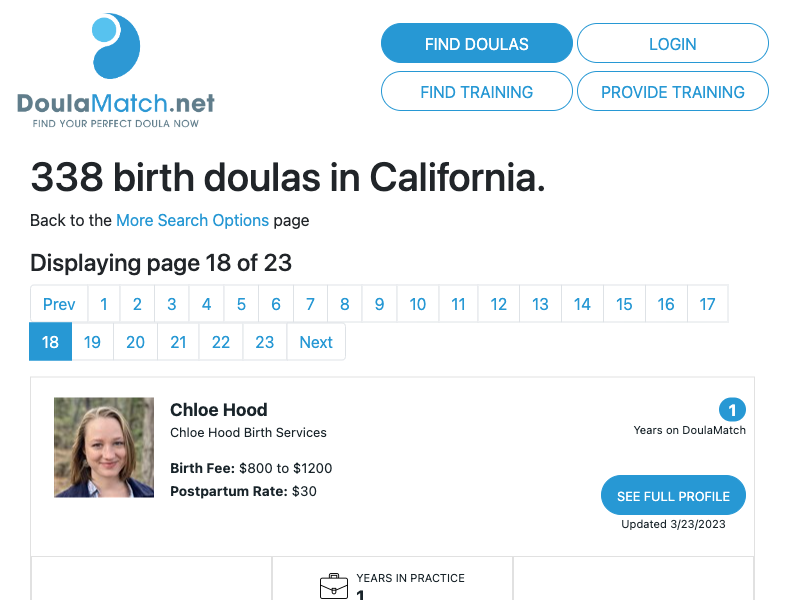 DoulaMatch.net
FIND YOUR PERFECT DOULA NOW
FIND DOULAS
LOGIN
FIND TRAINING
PROVIDE TRAINING
338 birth doulas in California.
Back to the More Search Options page
Displaying page 18 of 23
Prev 1 2 3 4 5 6 7 8 9 10 11 12 13 14 15 16 17
18 19 20 21 22 23 Next
Chloe Hood
Chloe Hood Birth Services
Birth Fee: $800 to $1200
Postpartum Rate: $30
1
Years on DoulaMatch
SEE FULL PROFILE
Updated 3/23/2023
YEARS IN PRACTICE
1